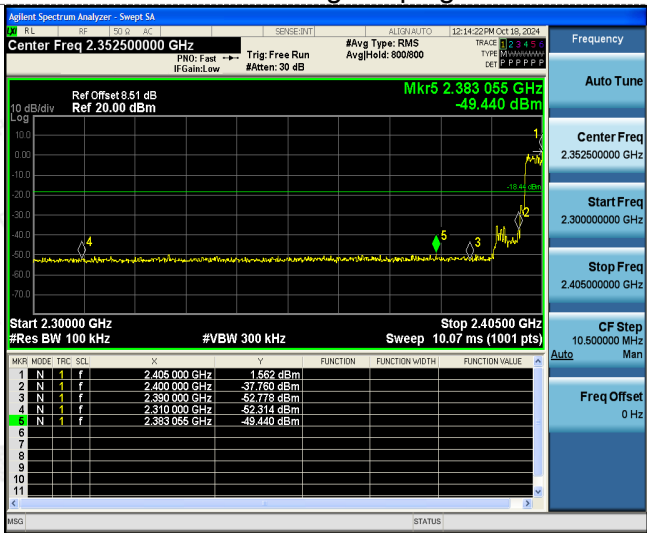 Agilent Spectrum Analyzer - Swept SA
RL RF 50 Ω AC SENSE:INT ALIGN AUTO 12:14:22 PM Oct 18, 2024
Center Freq 2.352500000 GHz
PNO: Fast
IFGain:Low
Trig: Free Run
#Atten: 30 dB
#Avg Type: RMS
Avg|Hold: 800/800
TRACE 1 2 3 4 5 6
TYPE M
DET P P P P P P
Mkr5 2.383 055 GHz
-49.440 dBm
Ref Offset 8.51 dB
10 dB/div Ref 20.00 dBm
Log
10.0
0.00
-10.0
-20.0
-30.0
-40.0
-50.0
-60.0
-70.0
-18.44 dBm
1
2
3
4
5
Start 2.30000 GHz Stop 2.40500 GHz
#Res BW 100 kHz #VBW 300 kHz Sweep 10.07 ms (1001 pts)
MKR MODE TRC SCL X Y FUNCTION FUNCTION WIDTH FUNCTION VALUE
1 N 1 f 2.405 000 GHz 1.562 dBm
2 N 1 f 2.400 000 GHz -37.760 dBm
3 N 1 f 2.390 000 GHz -52.778 dBm
4 N 1 f 2.310 000 GHz -52.314 dBm
5 N 1 f 2.383 055 GHz -49.440 dBm
6
7
8
9
10
11
MSG STATUS
Frequency
Auto Tune
Center Freq
2.352500000 GHz
Start Freq
2.300000000 GHz
Stop Freq
2.405000000 GHz
CF Step
10.500000 MHz
Auto Man
Freq Offset
0 Hz